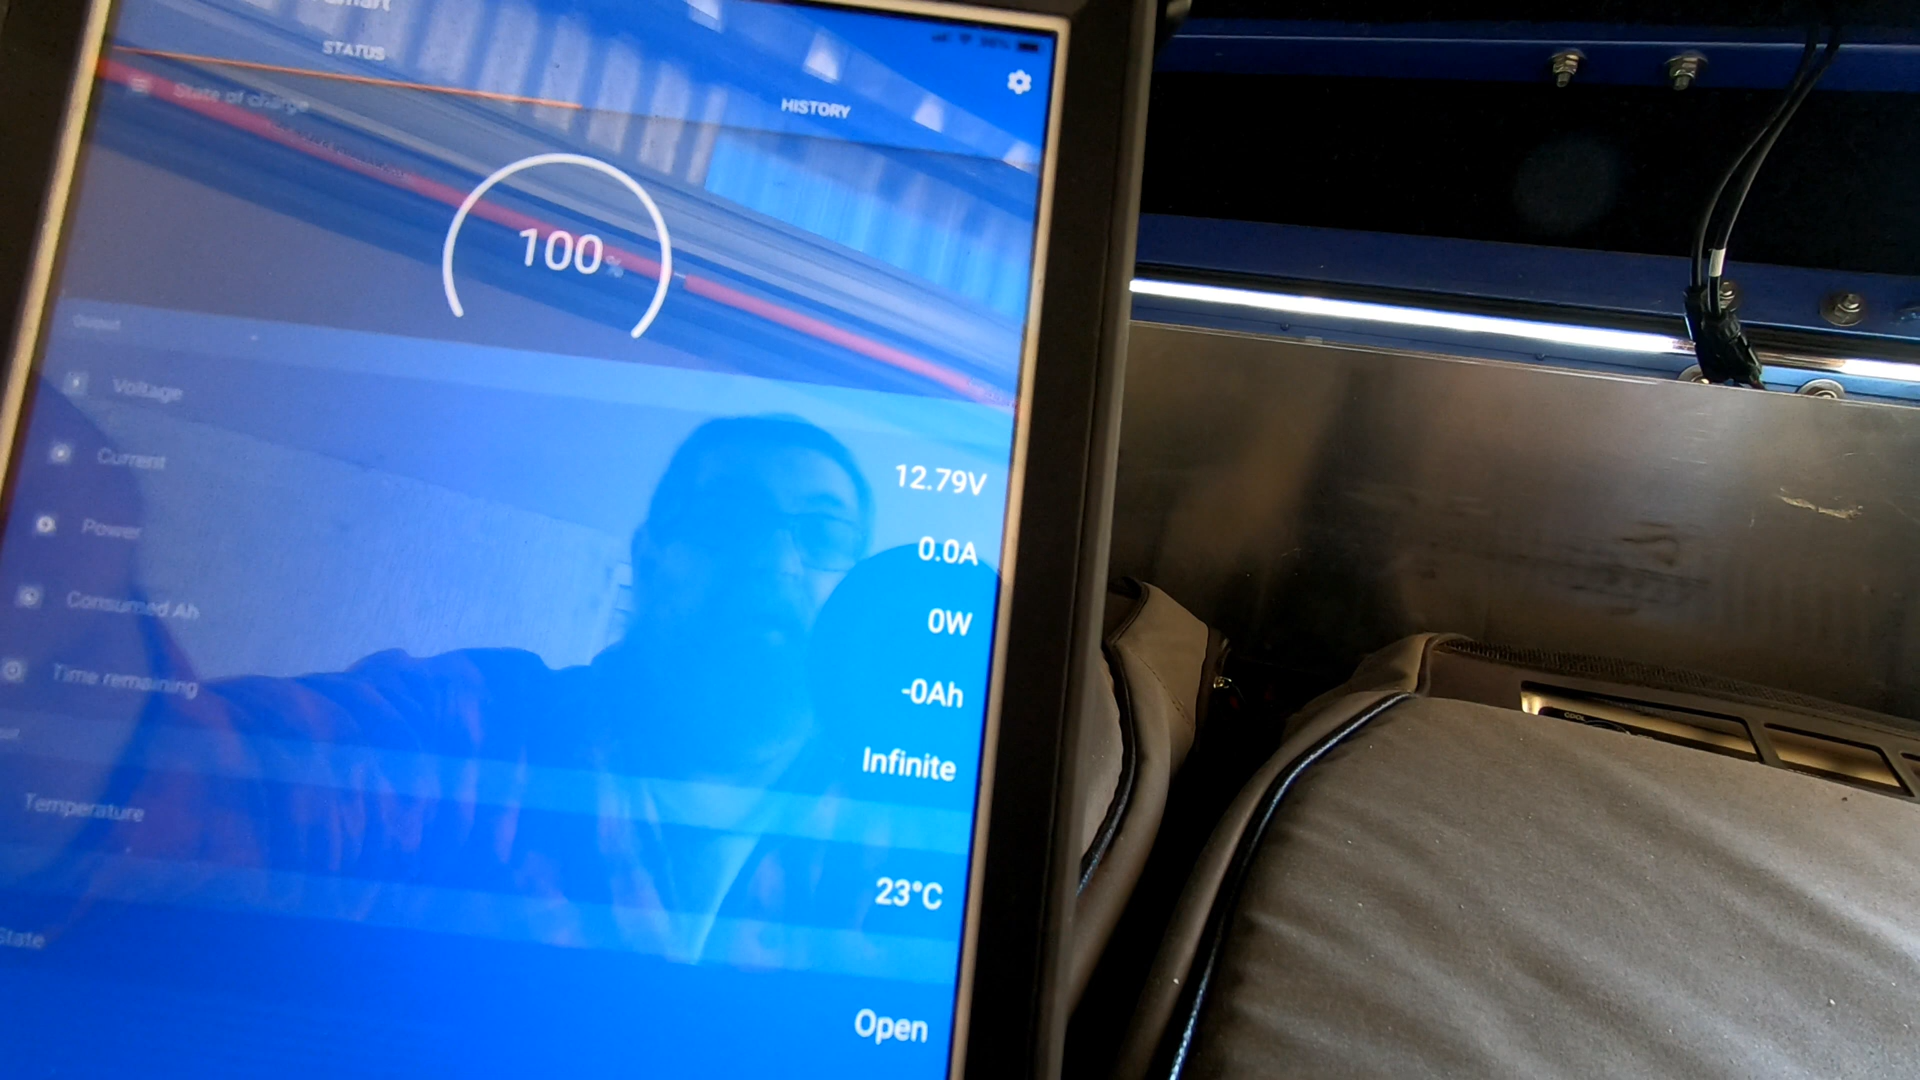 STATUS
HISTORY
State of charge
100%
Voltage
12.79V
Current
0.0A
Power
0W
Consumed Ah
-0Ah
Time remaining
Infinite
Temperature
23°C
State
Open
COOL